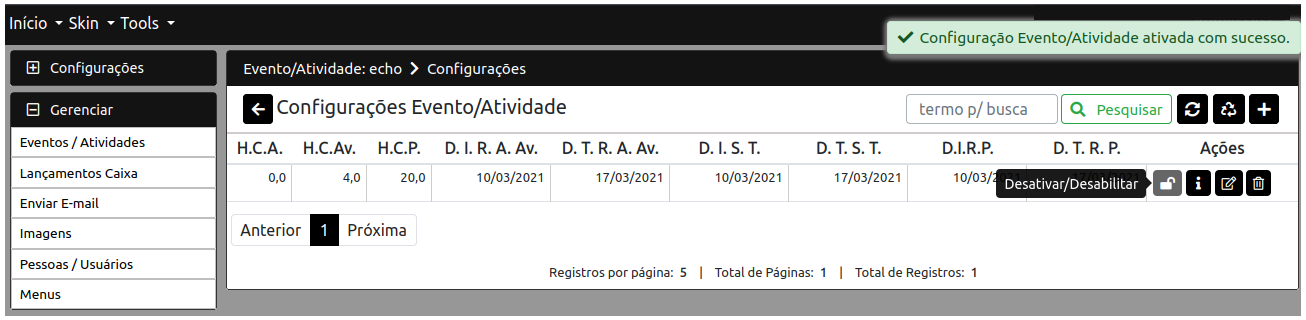 Início Skin Tools
Configuração Evento/Atividade ativada com sucesso.
Configurações
Gerenciar
Eventos / Atividades
Lançamentos Caixa
Enviar E-mail
Imagens
Pessoas / Usuários
Menus
Evento/Atividade: echo > Configurações
Configurações Evento/Atividade
termo p/ busca Pesquisar
H.C.A. H.C.Av. H.C.P. D. I. R. A. Av. D. T. R. A. Av. D. I. S. T. D. T. S. T. D.I.R.P. D. T. R. P. Ações
0,0 4,0 20,0 10/03/2021 17/03/2021 10/03/2021 17/03/2021 10/03/2
Desativar/Desabilitar
Anterior 1 Próxima
Registros por página: 5 | Total de Páginas: 1 | Total de Registros: 1